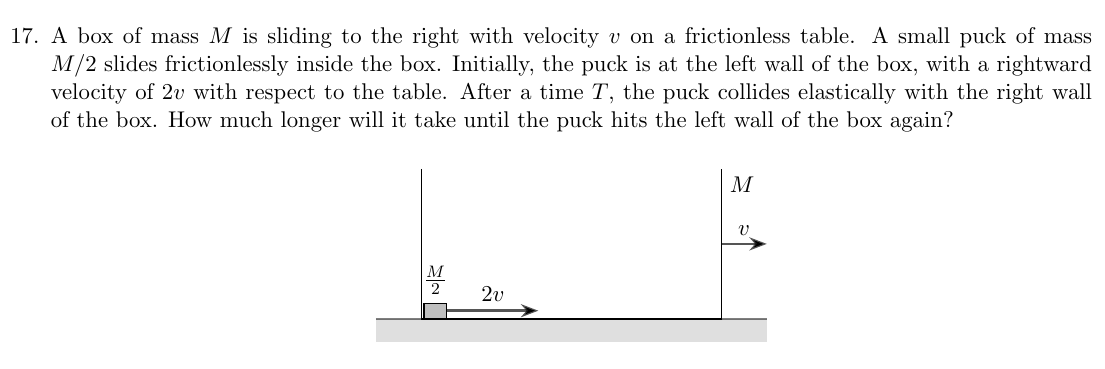 17. A box of mass M is sliding to the right with velocity v on a frictionless table. A small puck of mass
M/2 slides frictionlessly inside the box. Initially, the puck is at the left wall of the box, with a rightward
velocity of 2v with respect to the table. After a time T, the puck collides elastically with the right wall
of the box. How much longer will it take until the puck hits the left wall of the box again?
M
v
M
2
2v